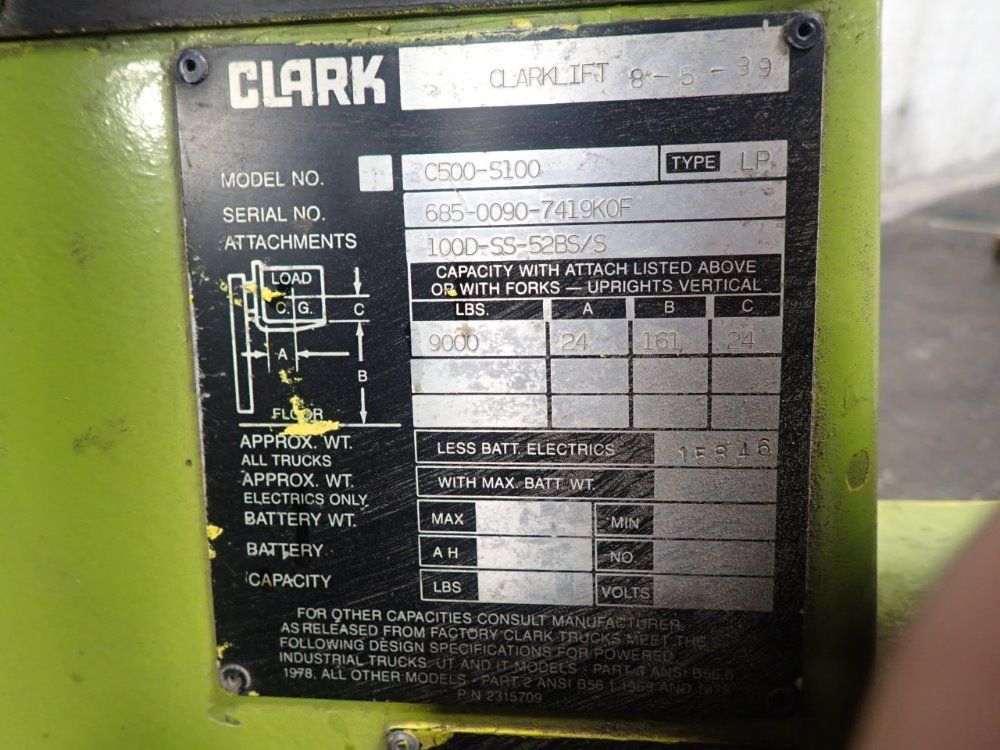 CLARK CLARKLIFT 8-5-39
MODEL NO. C500-S100 TYPE LP
SERIAL NO. 685-0090-7419KOF
ATTACHMENTS 100D-SS-52BS/S
CAPACITY WITH ATTACH LISTED ABOVE
OR WITH FORKS — UPRIGHTS VERTICAL
LOAD
C. G.
C
A
B
FLOOR
LBS. A B C
9000 24 161 24
APPROX. WT.
ALL TRUCKS
LESS BATT. ELECTRICS 15816
APPROX. WT.
ELECTRICS ONLY
WITH MAX. BATT. WT.
BATTERY WT. MAX MIN
BATTERY A H NO
CAPACITY LBS VOLTS
FOR OTHER CAPACITIES CONSULT MANUFACTURER.
AS RELEASED FROM FACTORY CLARK TRUCKS MEET THE
FOLLOWING DESIGN SPECIFICATIONS FOR POWERED
INDUSTRIAL TRUCKS, UT AND IT MODELS - PART ANSI B56.6
1978. ALL OTHER MODELS - PART 2 ANSI B56.1 1969 AND 1975
P/N 2315709